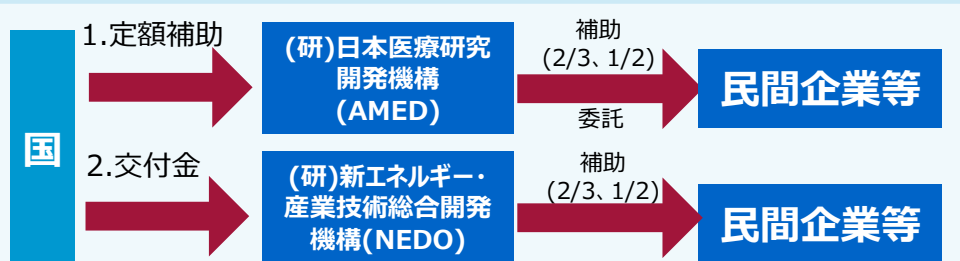 国
1.定額補助
(研)日本医療研究
開発機構
(AMED)
補助
(2/3、1/2)
委託
民間企業等
2.交付金
(研)新エネルギー・
産業技術総合開発
機構(NEDO)
補助
(2/3、1/2)
民間企業等